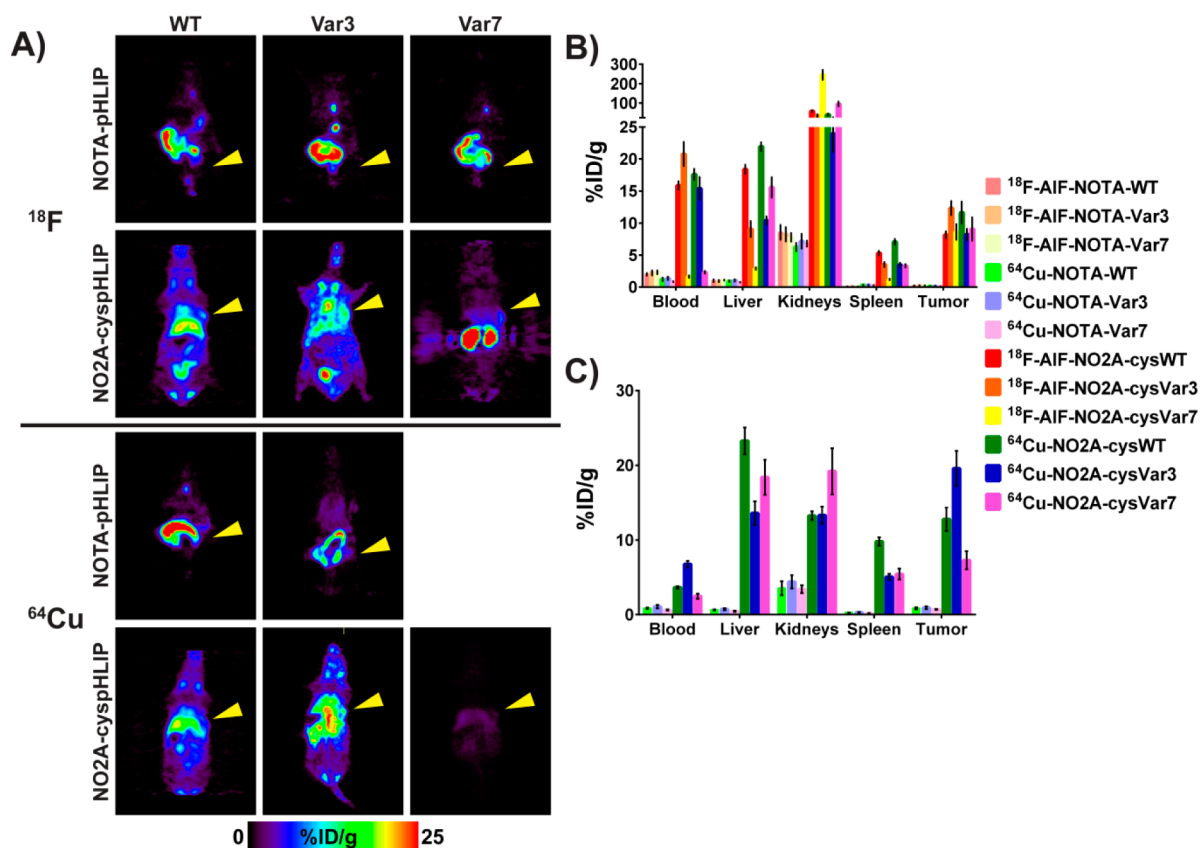 A)
WT
Var3
Var7
¹⁸F
NOTA-pHLIP
NO2A-cyspHLIP
⁶⁴Cu
NOTA-pHLIP
NO2A-cyspHLIP
0
%ID/g
25
B)
%ID/g
300
200
100
25
20
15
10
5
0
Blood
Liver
Kidneys
Spleen
Tumor
C)
%ID/g
30
20
10
0
Blood
Liver
Kidneys
Spleen
Tumor
¹⁸F-AlF-NOTA-WT
¹⁸F-AlF-NOTA-Var3
¹⁸F-AlF-NOTA-Var7
⁶⁴Cu-NOTA-WT
⁶⁴Cu-NOTA-Var3
⁶⁴Cu-NOTA-Var7
¹⁸F-AlF-NO2A-cysWT
¹⁸F-AlF-NO2A-cysVar3
¹⁸F-AlF-NO2A-cysVar7
⁶⁴Cu-NO2A-cysWT
⁶⁴Cu-NO2A-cysVar3
⁶⁴Cu-NO2A-cysVar7